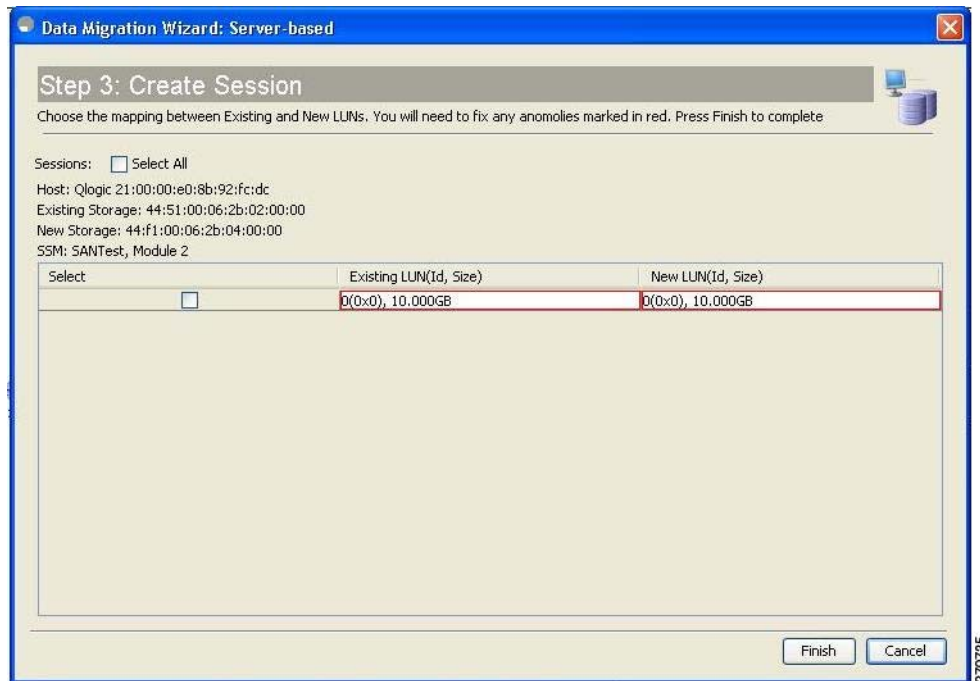 Data Migration Wizard: Server-based
Step 3: Create Session
Choose the mapping between Existing and New LUNs. You will need to fix any anomolies marked in red. Press Finish to complete
Sessions: Select All
Host: Qlogic 21:00:00:e0:8b:92:fc:dc
Existing Storage: 44:51:00:06:2b:02:00:00
New Storage: 44:f1:00:06:2b:04:00:00
SSM: SANTest, Module 2
Select Existing LUN(Id, Size) New LUN(Id, Size)
0(0x0), 10.000GB 0(0x0), 10.000GB
Finish Cancel